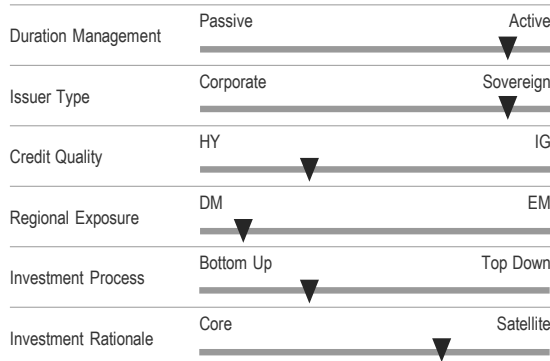 Duration Management
Passive Active
Issuer Type
Corporate Sovereign
Credit Quality
HY IG
Regional Exposure
DM EM
Investment Process
Bottom Up Top Down
Investment Rationale
Core Satellite